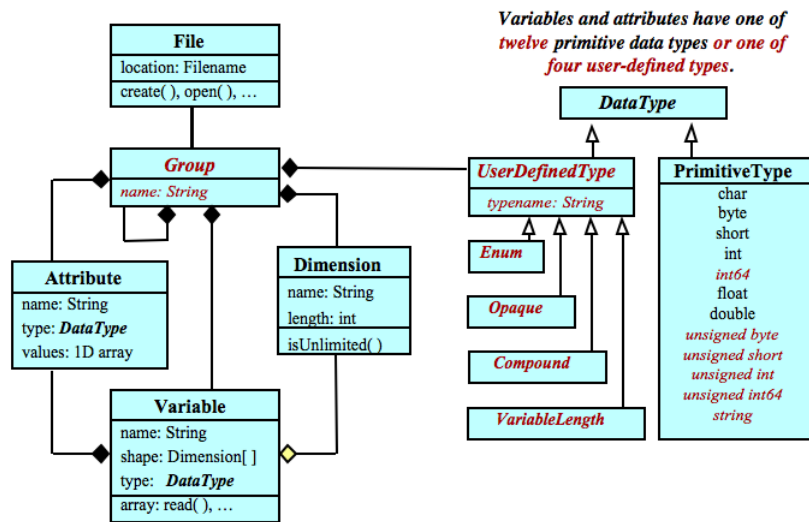 Variables and attributes have one of
twelve primitive data types or one of
four user-defined types.
File
location: Filename
create( ), open( ), …
DataType
Group
name: String
UserDefinedType
typename: String
PrimitiveType
char
byte
short
int
int64
float
double
unsigned byte
unsigned short
unsigned int
unsigned int64
string
Enum
Opaque
Compound
VariableLength
Attribute
name: String
type: DataType
values: 1D array
Dimension
name: String
length: int
isUnlimited( )
Variable
name: String
shape: Dimension[ ]
type: DataType
array: read( ), …